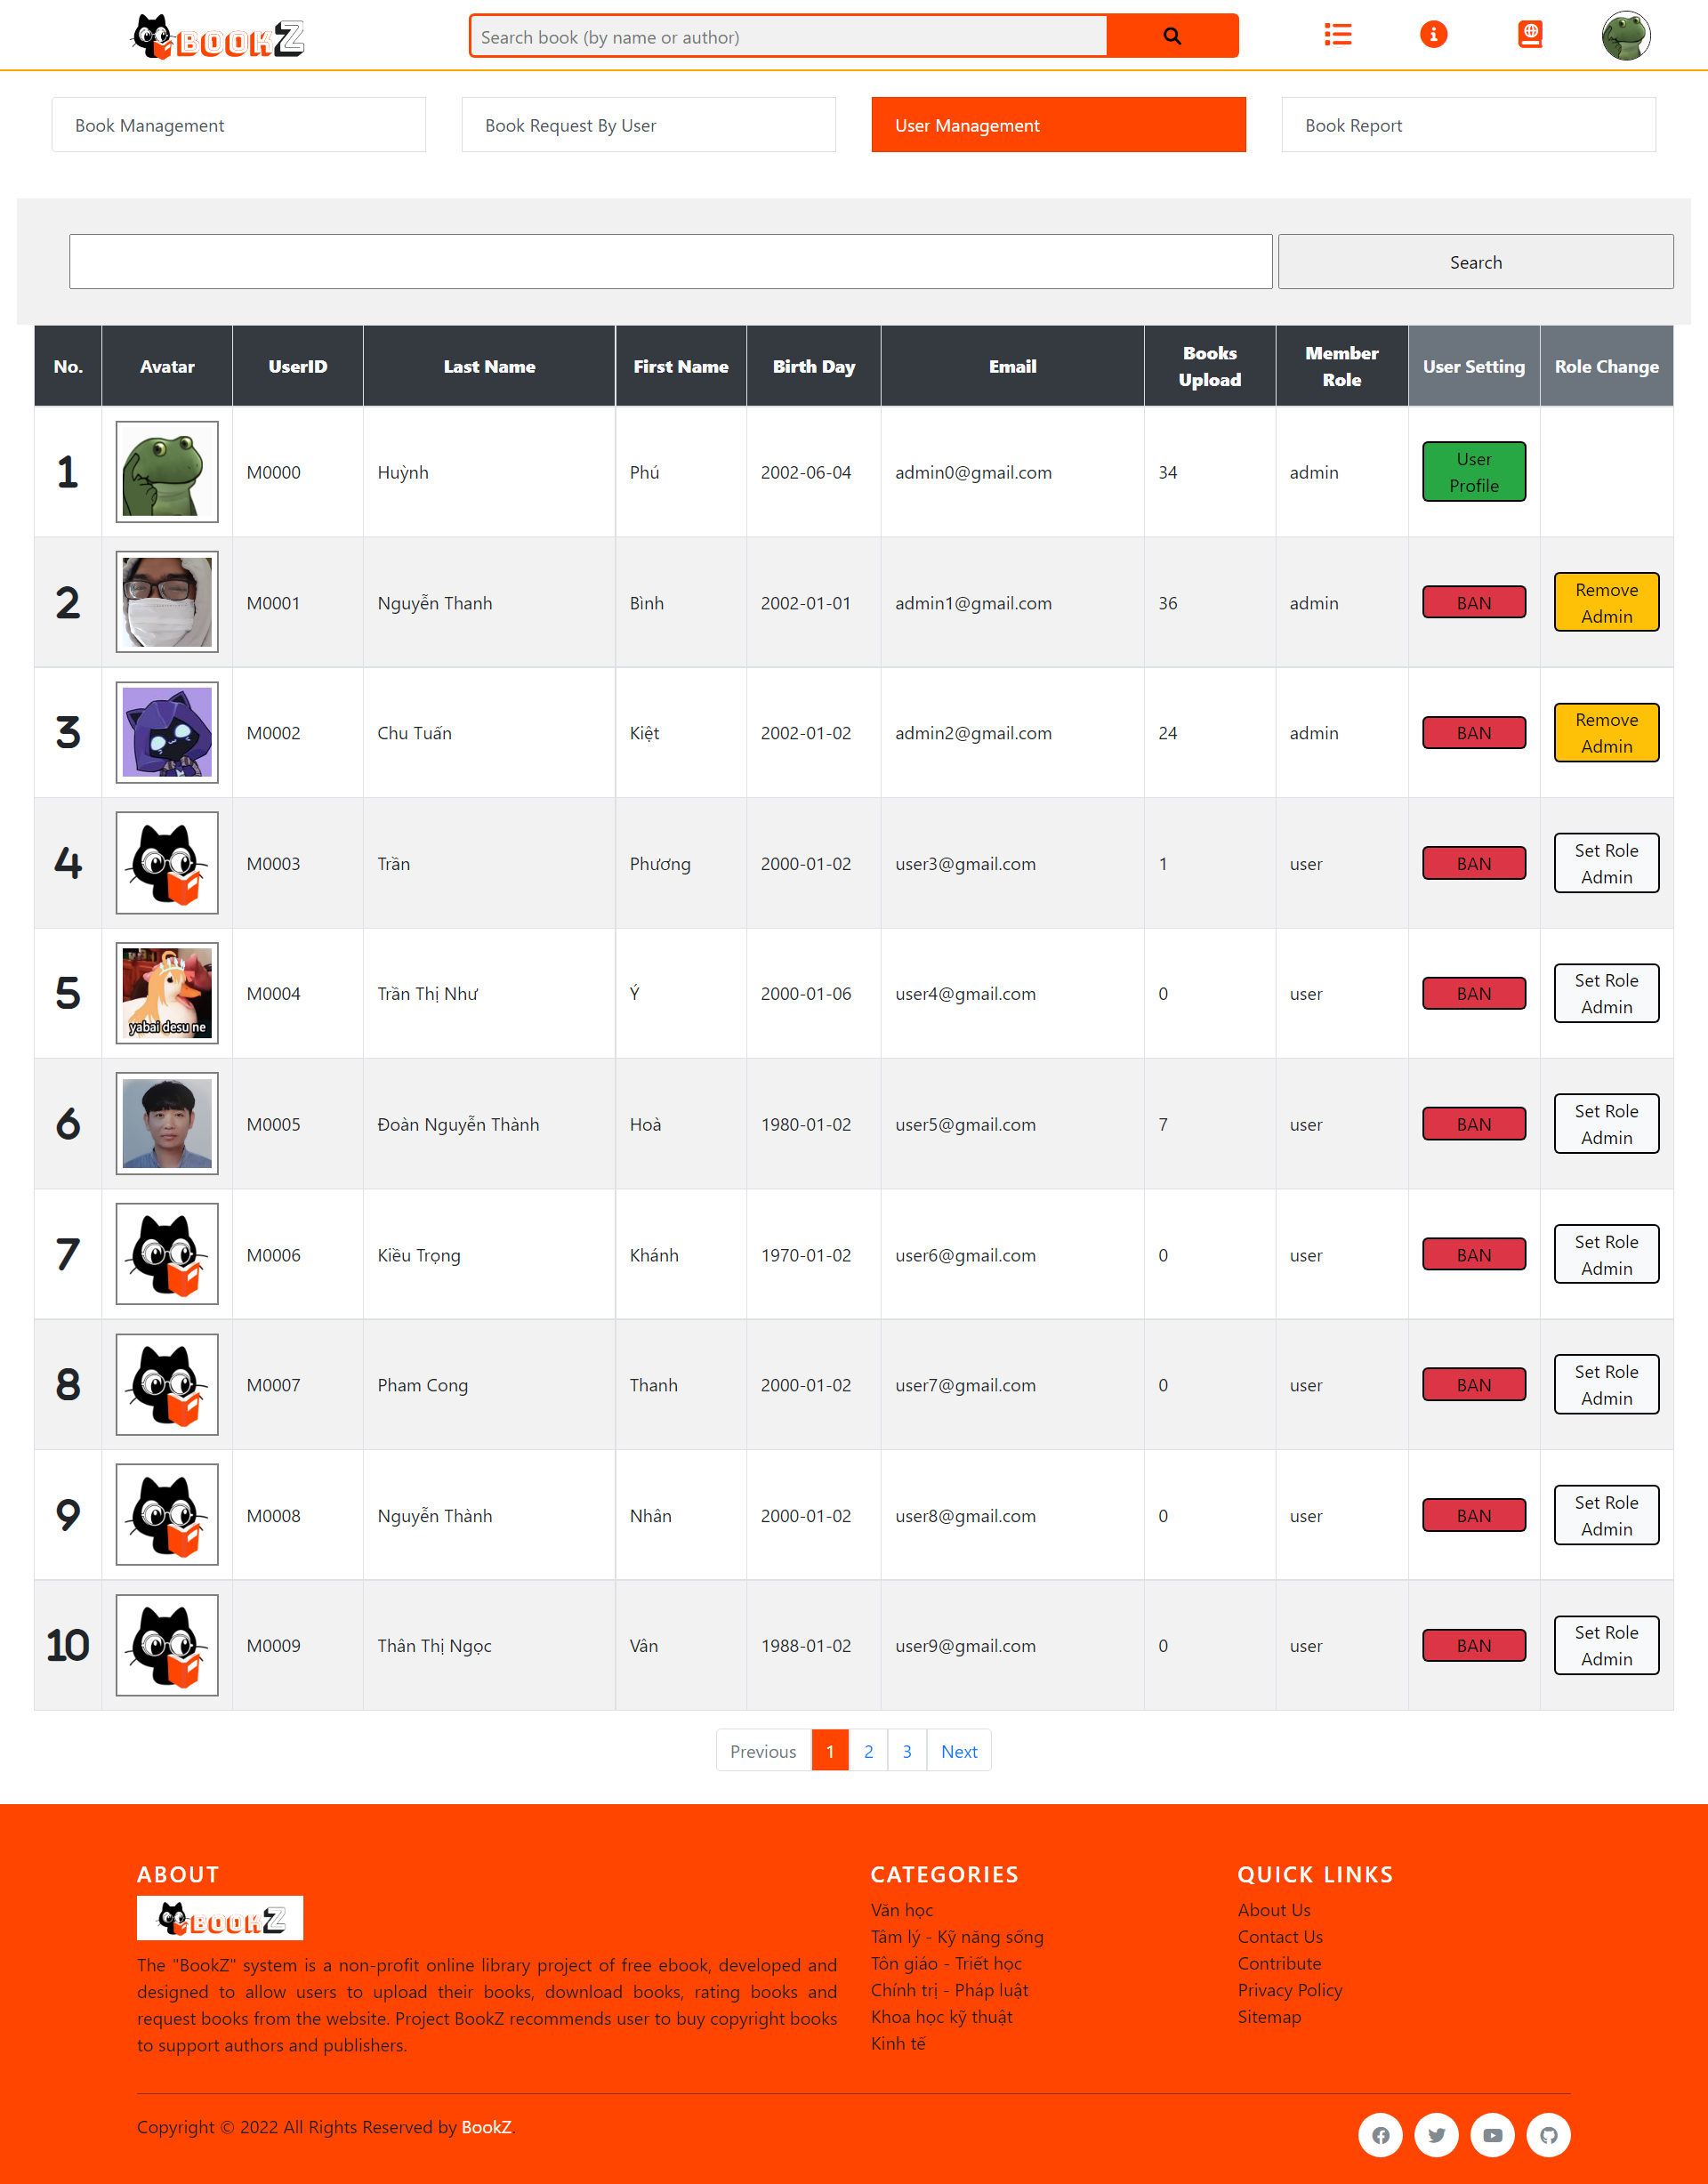 BOOKZ
Search book (by name or author)
Book Management
Book Request By User
User Management
Book Report
Search
No. Avatar UserID Last Name First Name Birth Day Email Books Upload Member Role User Setting Role Change
1 M0000 Huỳnh Phú 2002-06-04 admin0@gmail.com 34 admin User Profile
2 M0001 Nguyễn Thanh Bình 2002-01-01 admin1@gmail.com 36 admin BAN Remove Admin
3 M0002 Chu Tuấn Kiệt 2002-01-02 admin2@gmail.com 24 admin BAN Remove Admin
4 M0003 Trần Phương 2000-01-02 user3@gmail.com 1 user BAN Set Role Admin
5 yabai desu ne M0004 Trần Thị Như Ý 2000-01-06 user4@gmail.com 0 user BAN Set Role Admin
6 M0005 Đoàn Nguyễn Thành Hoà 1980-01-02 user5@gmail.com 7 user BAN Set Role Admin
7 M0006 Kiều Trọng Khánh 1970-01-02 user6@gmail.com 0 user BAN Set Role Admin
8 M0007 Pham Cong Thanh 2000-01-02 user7@gmail.com 0 user BAN Set Role Admin
9 M0008 Nguyễn Thành Nhân 2000-01-02 user8@gmail.com 0 user BAN Set Role Admin
10 M0009 Thân Thị Ngọc Vân 1988-01-02 user9@gmail.com 0 user BAN Set Role Admin
Previous 1 2 3 Next
ABOUT
BOOKZ
The "BookZ" system is a non-profit online library project of free ebook, developed and
designed to allow users to upload their books, download books, rating books and
request books from the website. Project BookZ recommends user to buy copyright books
to support authors and publishers.
CATEGORIES
Văn học
Tâm lý - Kỹ năng sống
Tôn giáo - Triết học
Chính trị - Pháp luật
Khoa học kỹ thuật
Kinh tế
QUICK LINKS
About Us
Contact Us
Contribute
Privacy Policy
Sitemap
Copyright © 2022 All Rights Reserved by BookZ.